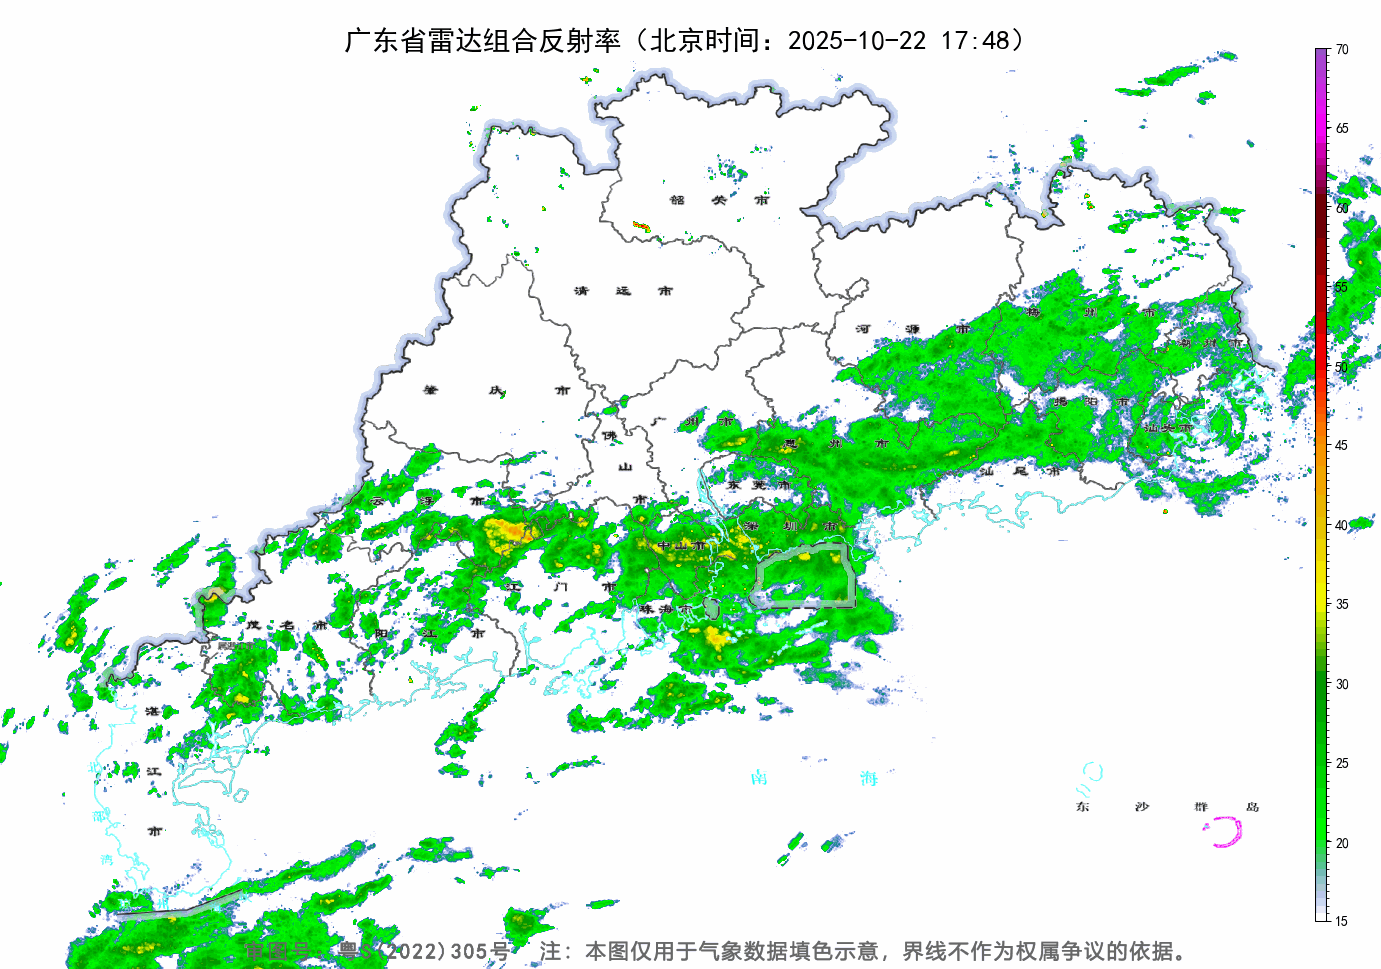 广东省雷达组合反射率（北京时间：2025-10-22 17:48）
70
65
60
55
50
45
40
35
30
25
20
15
韶关市
清远市
河源市
梅州市
潮州市
肇庆市
广州市
佛山市
惠州市
揭阳市
汕头市
汕尾市
东莞市
云浮市
深圳市
中山市
江门市
珠海市
茂名市
阳江市
湛江市
北部湾
南海
东沙群岛
审图号：粤S(2022)305号 注：本图仅用于气象数据填色示意，界线不作为权属争议的依据。